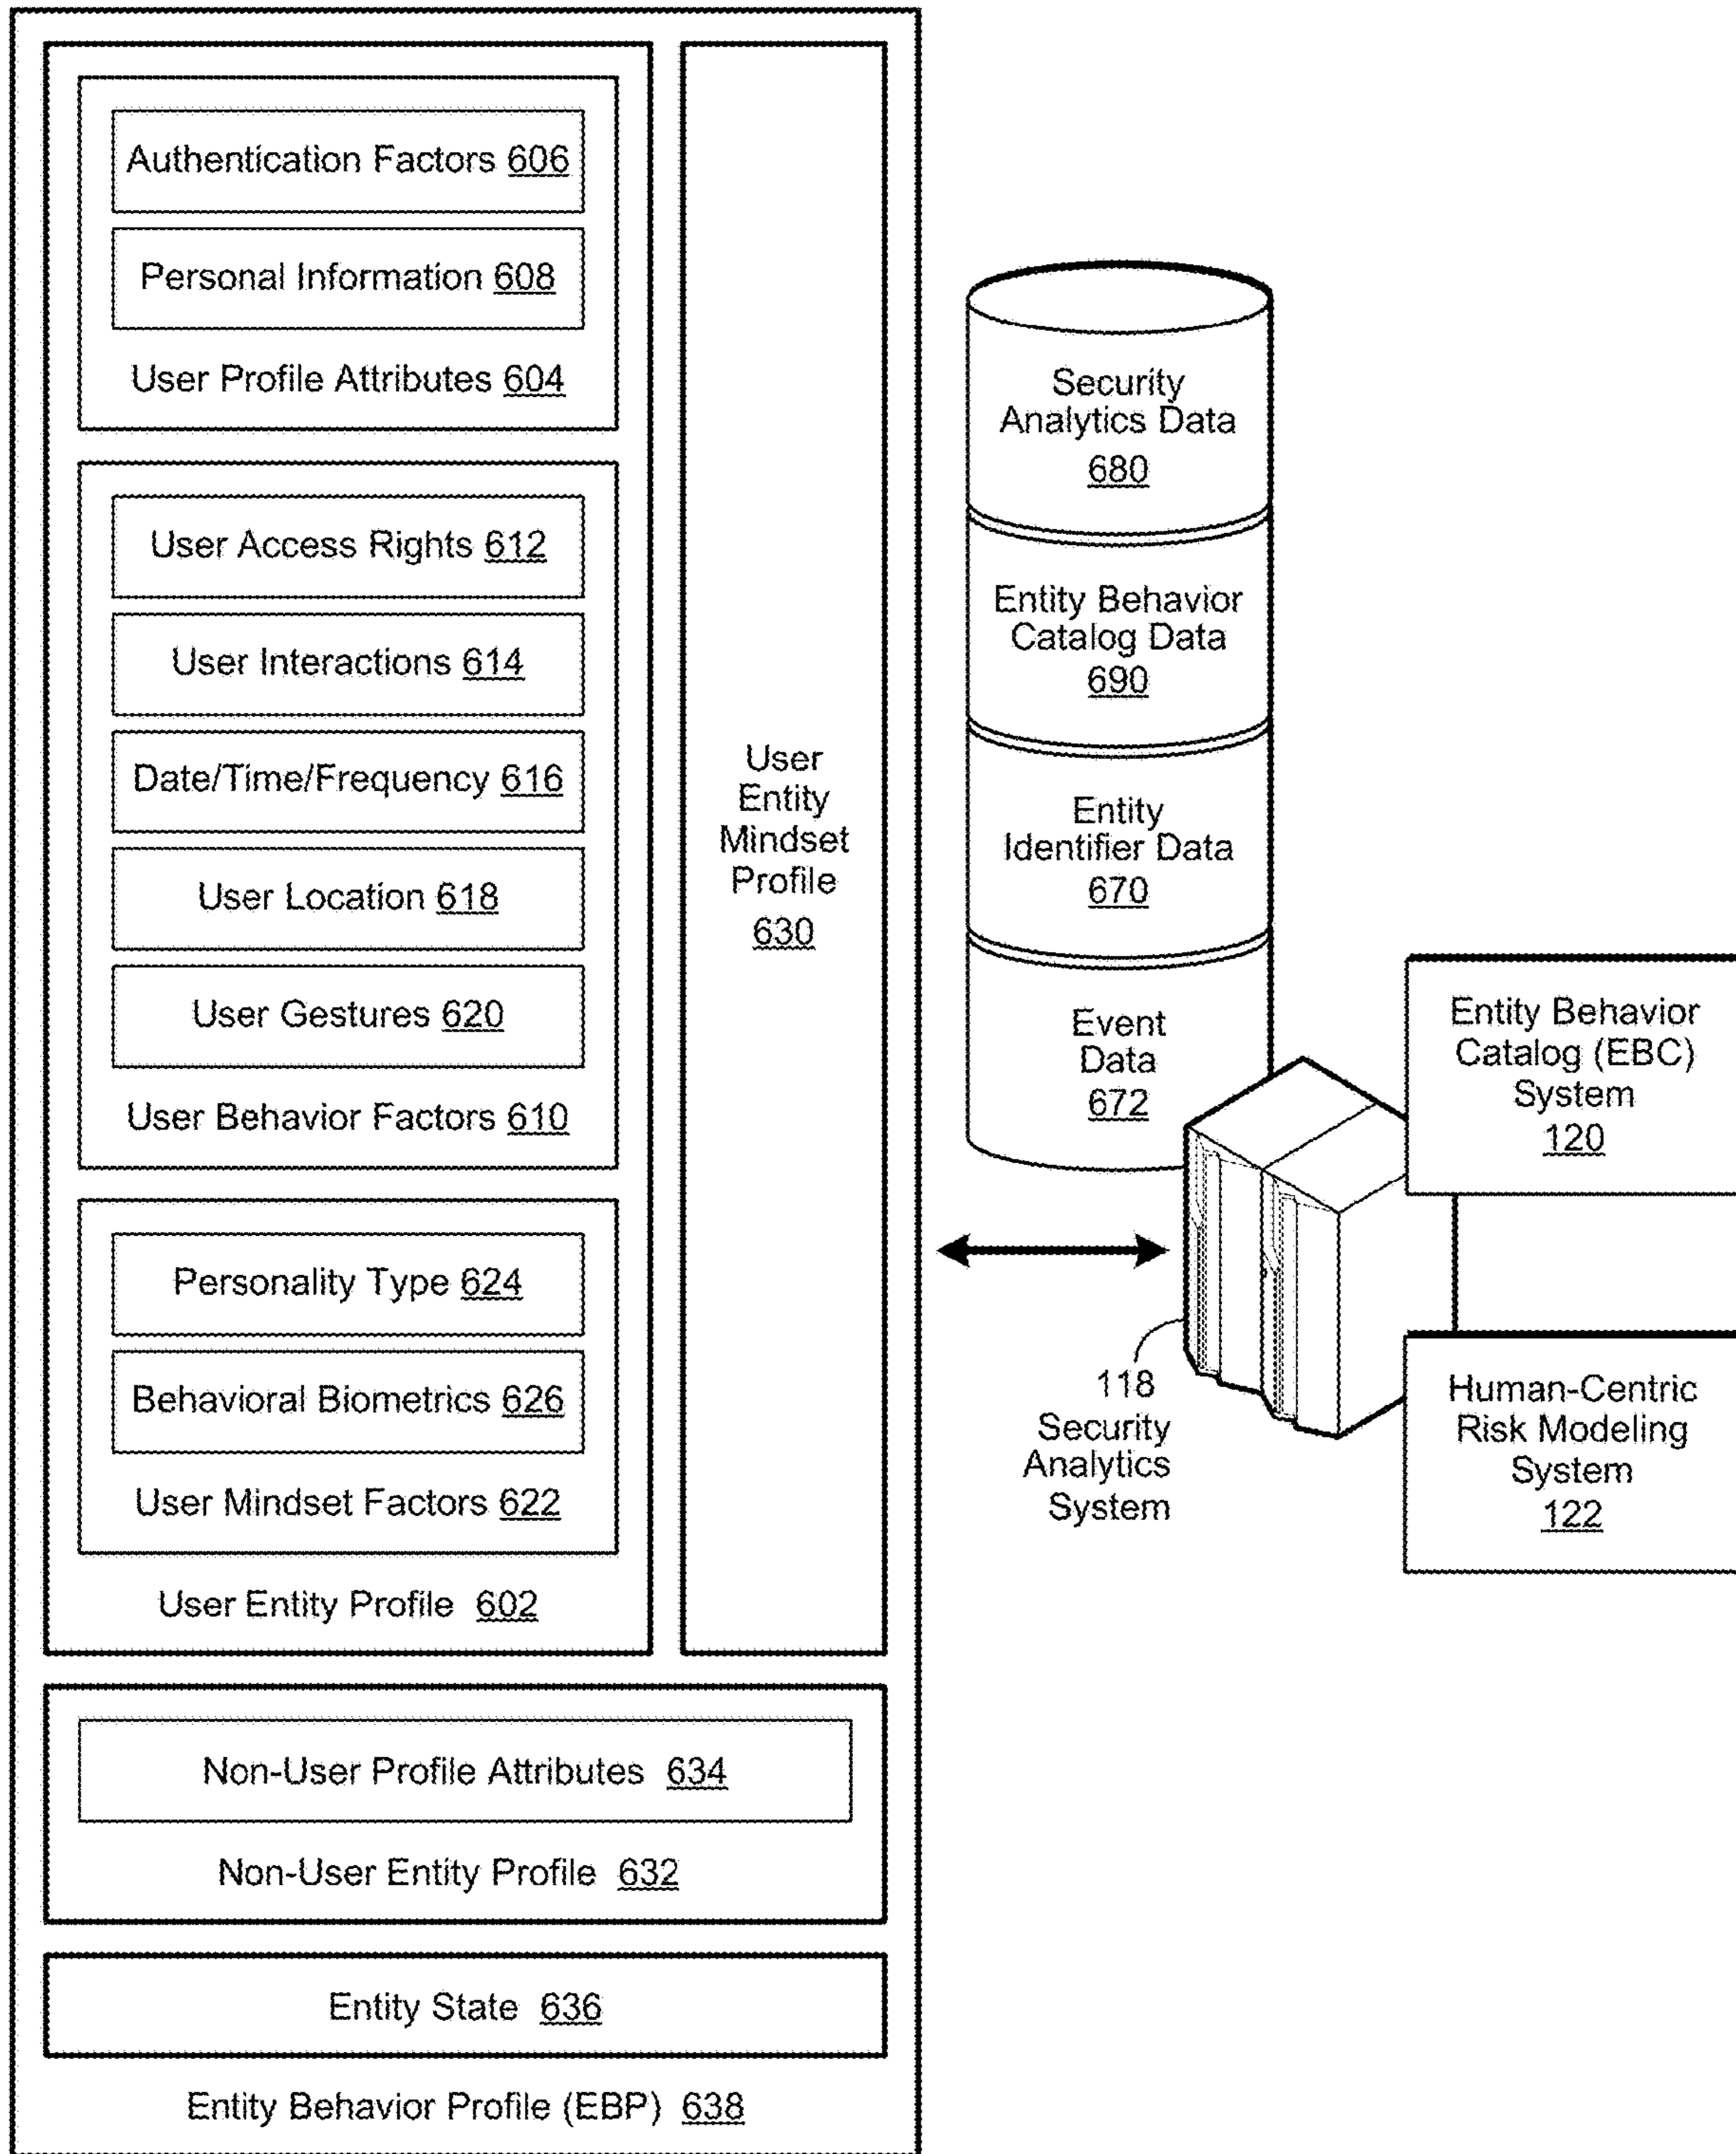 Authentication Factors 606
Personal Information 608
User Profile Attributes 604
User Access Rights 612
User Interactions 614
Date/Time/Frequency 616
User Location 618
User Gestures 620
User Behavior Factors 610
Personality Type 624
Behavioral Biometrics 626
User Mindset Factors 622
User Entity Profile 602
User
Entity
Mindset
Profile
630
Non-User Profile Attributes 634
Non-User Entity Profile 632
Entity State 636
Entity Behavior Profile (EBP) 638
Security
Analytics Data
680
Entity Behavior
Catalog Data
690
Entity
Identifier Data
670
Event
Data
672
118
Security
Analytics
System
Entity Behavior
Catalog (EBC)
System
120
Human-Centric
Risk Modeling
System
122